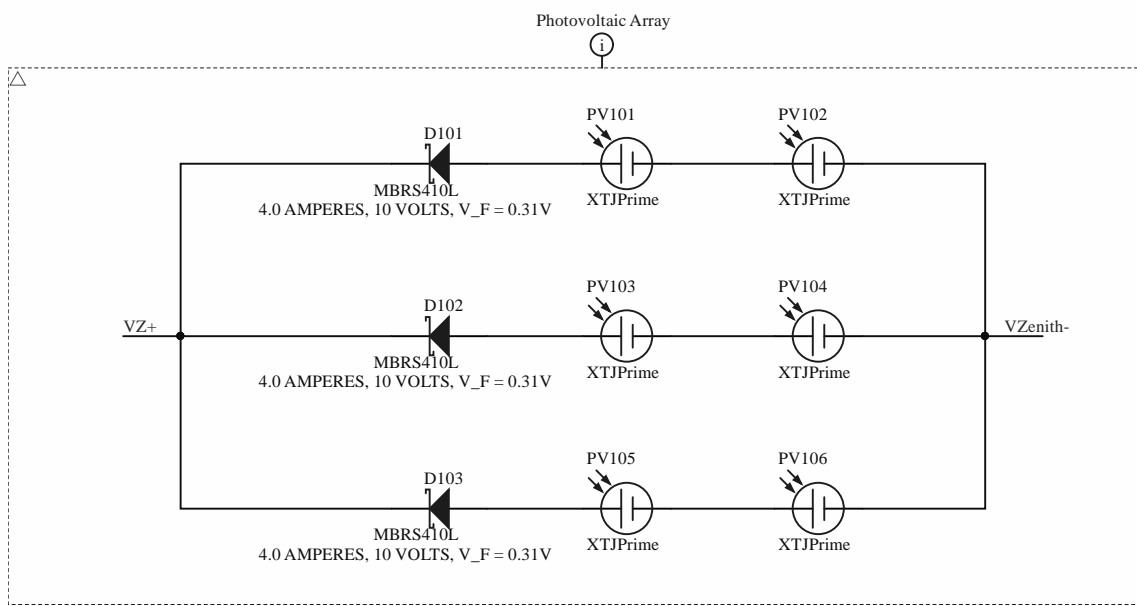 Photovoltaic Array
i
PV101
PV102
D101
MBRS410L
XTJPrime
XTJPrime
4.0 AMPERES, 10 VOLTS, V_F = 0.31V
PV103
PV104
D102
VZ+
VZenith-
MBRS410L
XTJPrime
XTJPrime
4.0 AMPERES, 10 VOLTS, V_F = 0.31V
PV105
PV106
D103
MBRS410L
XTJPrime
XTJPrime
4.0 AMPERES, 10 VOLTS, V_F = 0.31V